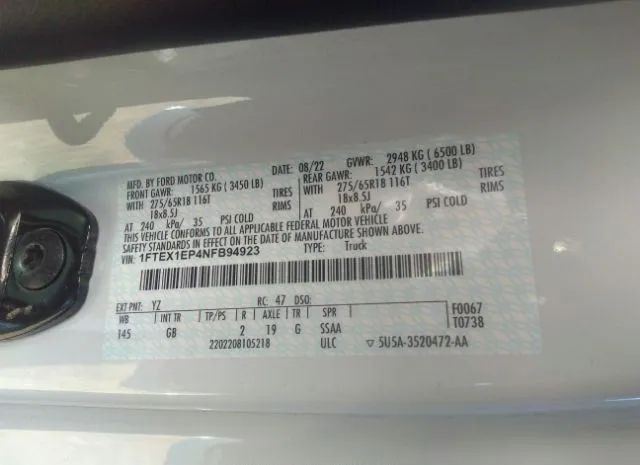 MFD. BY FORD MOTOR CO.
DATE: 08/22 GVWR: 2948 KG ( 6500 LB)
FRONT GAWR: 1565 KG ( 3450 LB)
REAR GAWR: 1542 KG ( 3400 LB)
WITH 275/65R18 116T TIRES
WITH 275/65R18 116T TIRES
18x8.5J RIMS
18x8.5J RIMS
AT 240 kPa/ 35 PSI COLD
AT 240 kPa/ 35 PSI COLD
THIS VEHICLE CONFORMS TO ALL APPLICABLE FEDERAL MOTOR VEHICLE
SAFETY STANDARDS IN EFFECT ON THE DATE OF MANUFACTURE SHOWN ABOVE.
VIN: 1FTEX1EP4NFB94923
TYPE: Truck
EXT PNT: YZ RC: 47 DSO:
WB INT TR TP/PS R AXLE TR SPR
145 GB 2 19 G SSAA
2202208105218 ULC
F0067
T0738
5U5A-3520472-AA